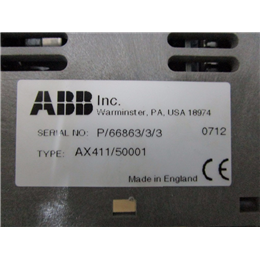 ABB Inc.
Warminster, PA, USA 18974
SERIAL NO: P/66863/3/3 0712
TYPE: AX411/50001
CE
Made in England